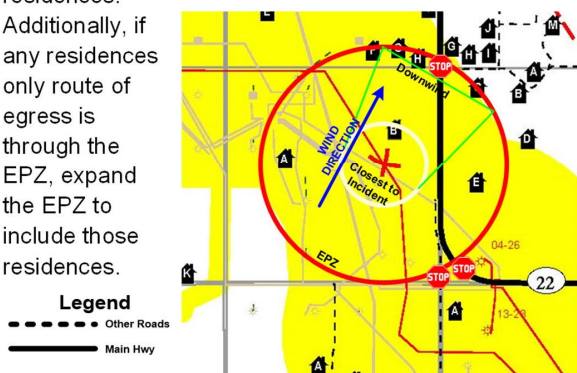 residences.
Additionally, if
any residences
only route of
egress is
through the
EPZ, expand
the EPZ to
include those
residences.
Legend
Other Roads
Main Hwy
E
J
M
F
G
H
G
H
I
STOP
A
Downwind
B
WIND
DIRECTION
B
D
A
Closest to
Incident
E
04-26
EPZ
K
STOP
STOP
22
A
13-23
A